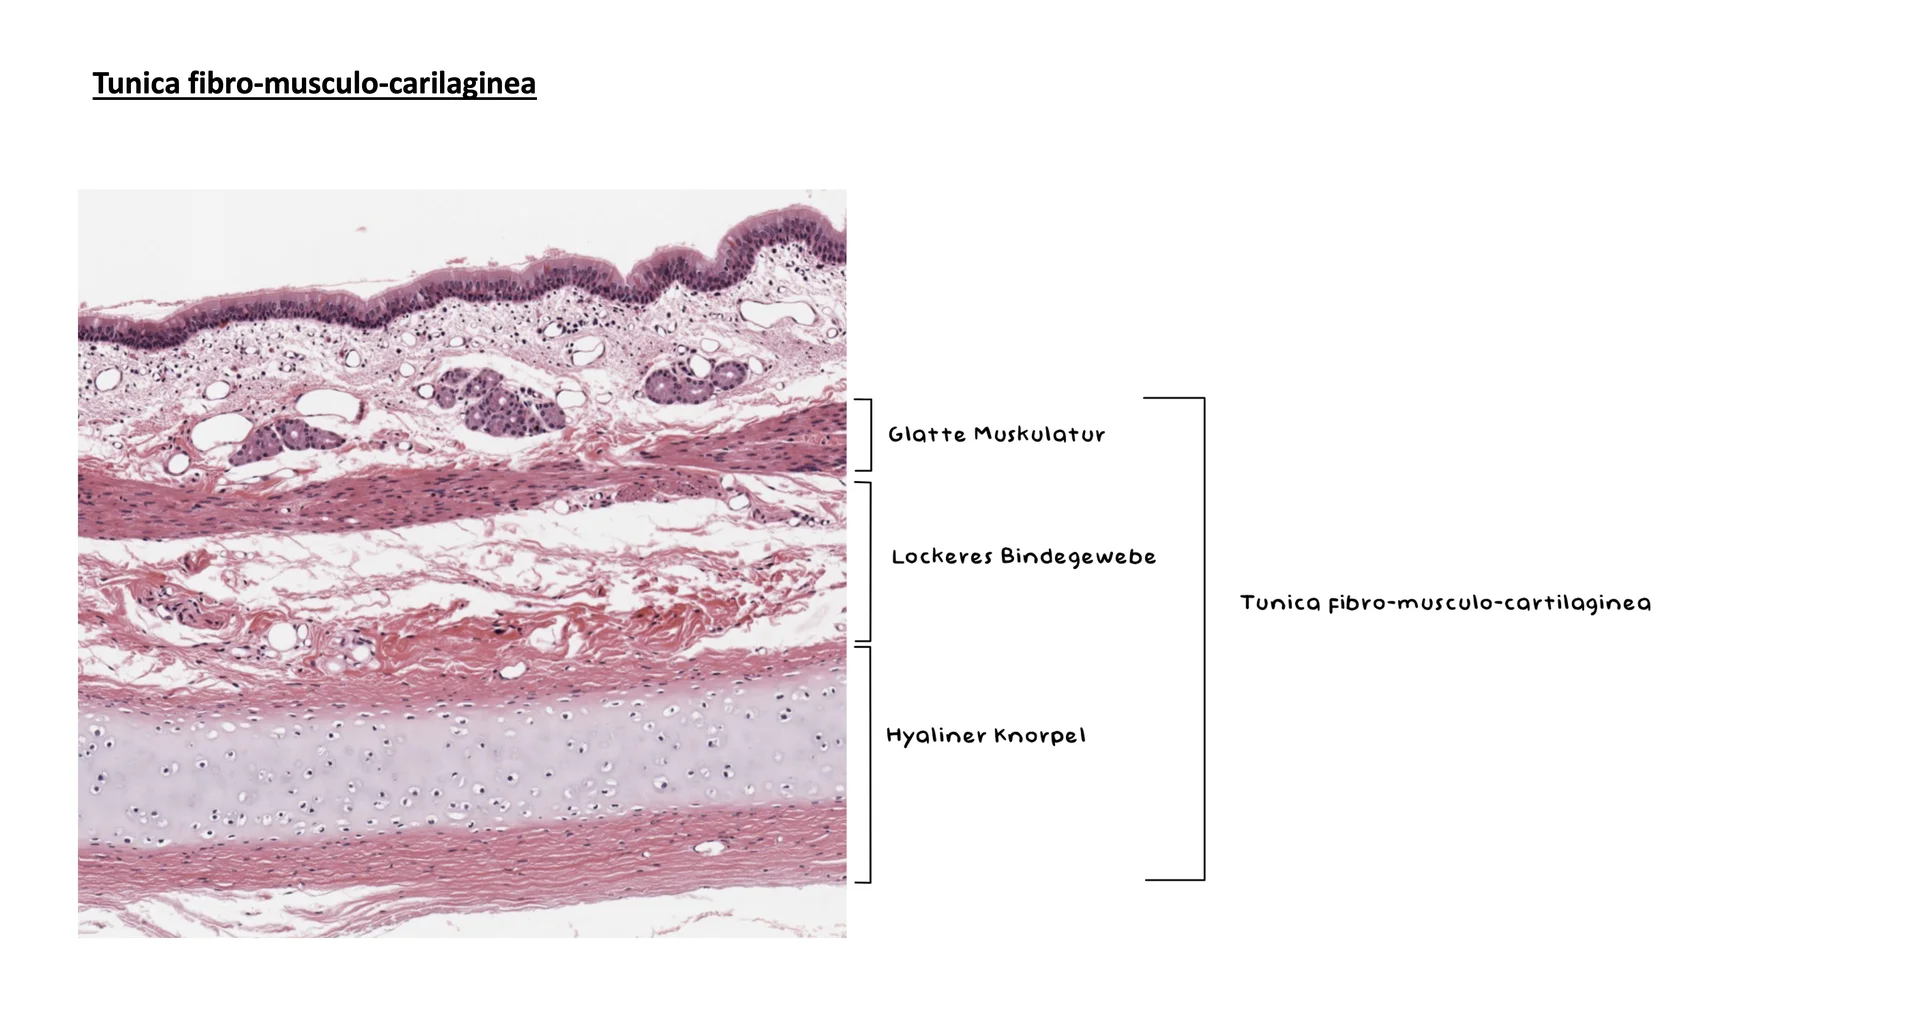 Tunica fibro-musculo-carilaginea
Glatte Muskulatur
Lockeres Bindegewebe
Tunica fibro-musculo-cartilaginea
Hyaliner Knorpel